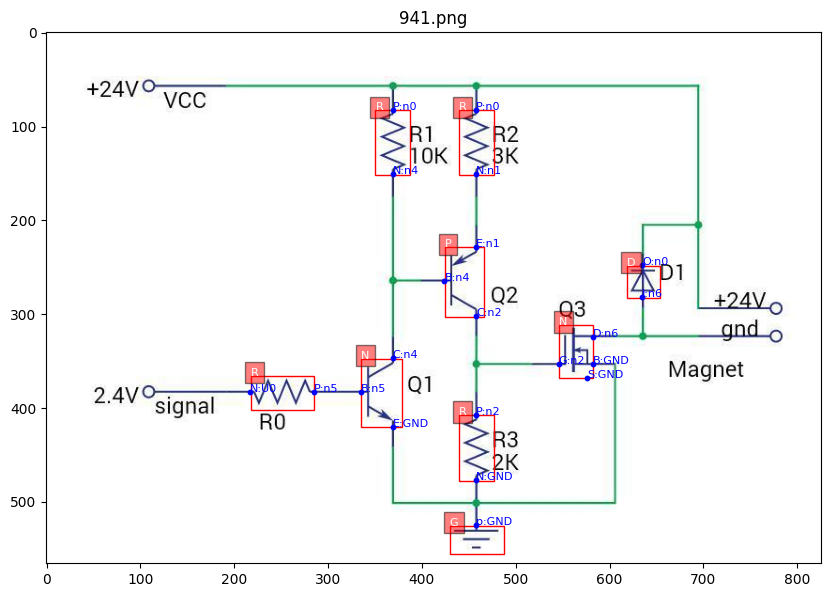 941.png
+24V
VCC
R P:n0
R1
10K
N:n4
R P:n0
R2
3K
N:n1
P E:n1
B:n4
Q2
C:n2
D O:n0
D1
:n6
+24V
gnd
Magnet
Q3
N D:n6
G:n2 B:GND
S:GND
2.4V
signal
R
N:U0 P:n5
R0
N C:n4
B:n5
Q1
E:GND
R P:n2
R3
2K
N:GND
G p:GND
0
100
200
300
400
500
0 100 200 300 400 500 600 700 800